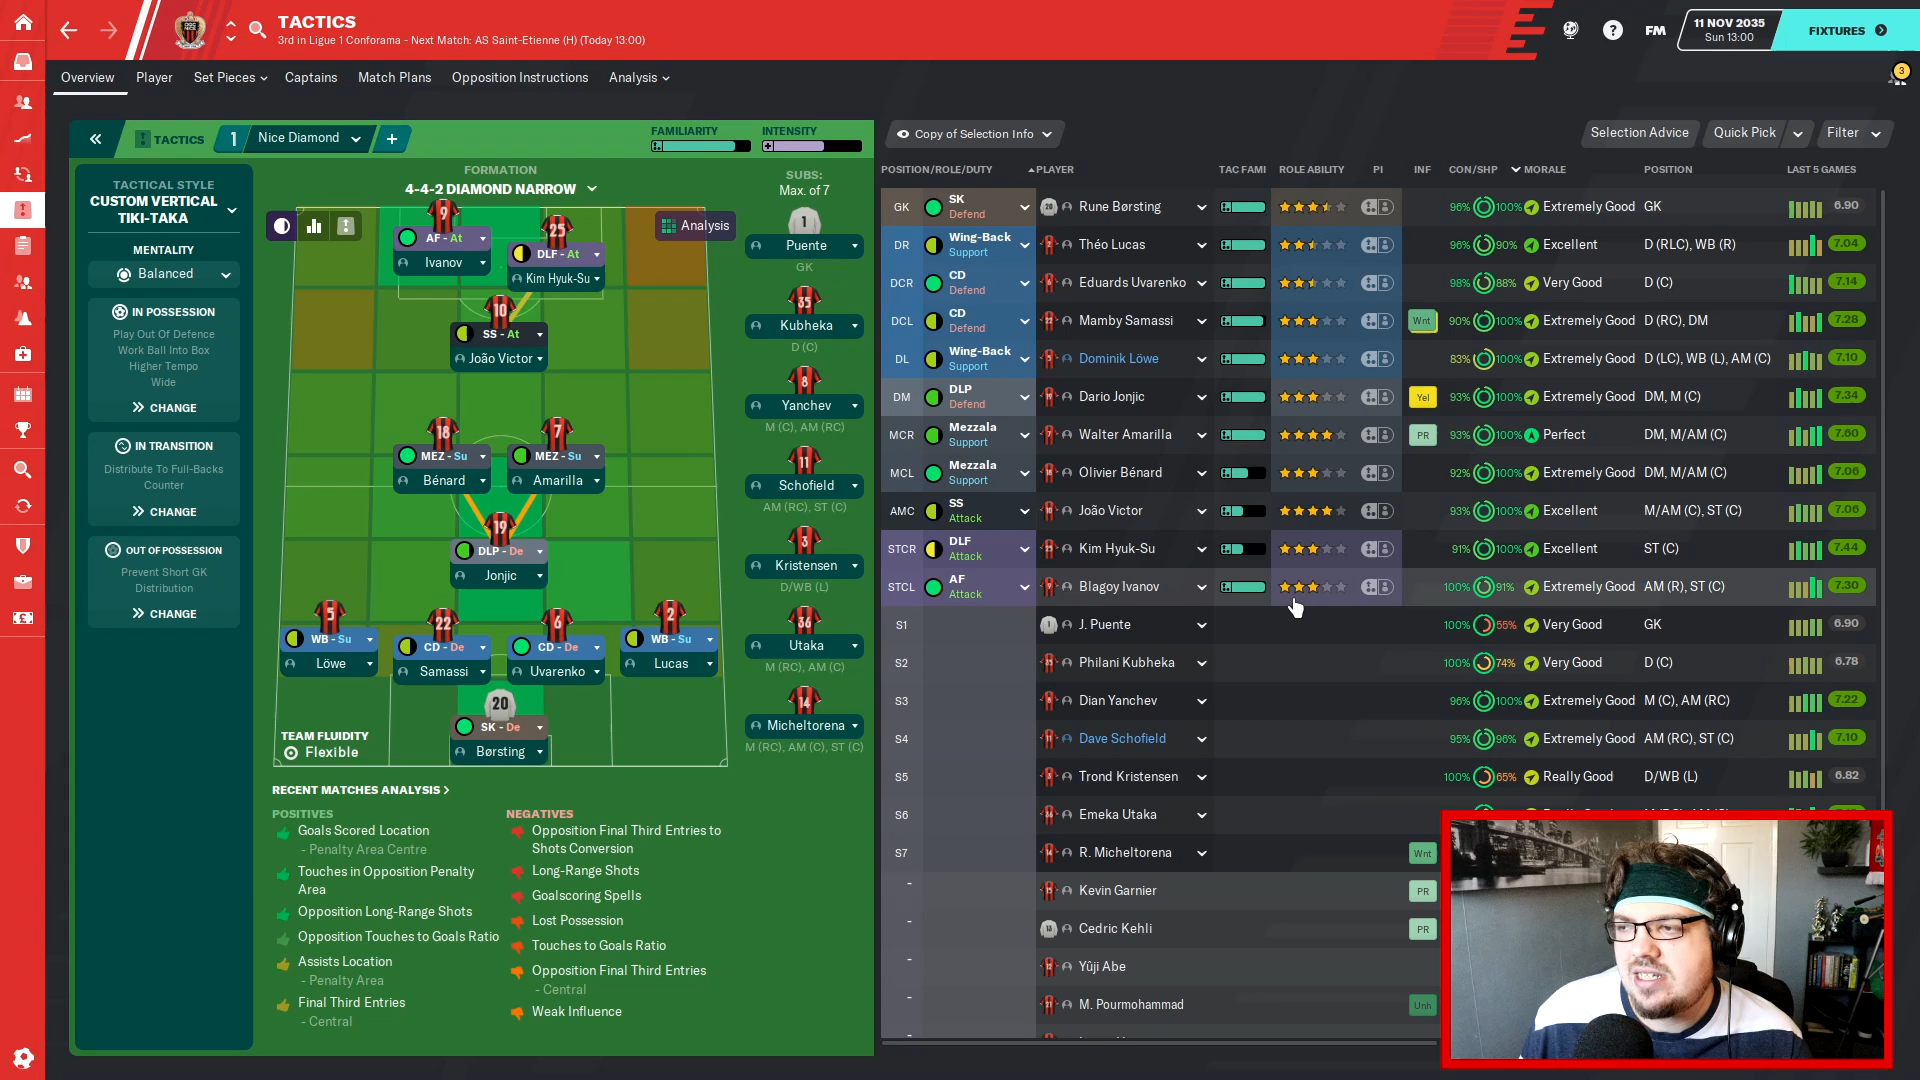 TACTICS
3rd in Ligue 1 Conforama - Next Match: AS Saint-Etienne (H) (Today 13:00)
FM
11 NOV 2035
Sun 13:00
FIXTURES
3
Overview
Player
Set Pieces
Captains
Match Plans
Opposition Instructions
Analysis
TACTICS
1
Nice Diamond
FAMILIARITY
INTENSITY
TACTICAL STYLE
CUSTOM VERTICAL
TIKI-TAKA
MENTALITY
Balanced
IN POSSESSION
Play Out Of Defence
Work Ball Into Box
Higher Tempo
Wide
CHANGE
IN TRANSITION
Distribute To Full-Backs
Counter
CHANGE
OUT OF POSSESSION
Prevent Short GK
Distribution
CHANGE
FORMATION
4-4-2 DIAMOND NARROW
Analysis
9
AF - At
Ivanov
25
DLF - At
Kim Hyuk-Su
10
SS - At
João Victor
18
MEZ - Su
Bénard
7
MEZ - Su
Amarilla
19
DLP - De
Jonjic
5
WB - Su
Löwe
22
CD - De
Samassi
6
CD - De
Uvarenko
2
WB - Su
Lucas
20
SK - De
Børsting
TEAM FLUIDITY
Flexible
SUBS:
Max. of 7
1
Puente
GK
35
Kubheka
D (C)
8
Yanchev
M (C), AM (RC)
11
Schofield
AM (RC), ST (C)
3
Kristensen
D/WB (L)
36
Utaka
M (RC), AM (C)
14
Micheltorena
M (RC), AM (C), ST (C)
RECENT MATCHES ANALYSIS >
POSITIVES
Goals Scored Location
- Penalty Area Centre
Touches in Opposition Penalty
Area
Opposition Long-Range Shots
Opposition Touches to Goals Ratio
Assists Location
- Penalty Area
Final Third Entries
- Central
NEGATIVES
Opposition Final Third Entries to
Shots Conversion
Long-Range Shots
Goalscoring Spells
Lost Possession
Touches to Goals Ratio
Opposition Final Third Entries
- Central
Weak Influence
Copy of Selection Info
Selection Advice
Quick Pick
Filter
POSITION/ROLE/DUTY PLAYER TAC FAMI ROLE ABILITY PI INF CON/SHP MORALE POSITION LAST 5 GAMES
GK SK Defend Rune Børsting 96% 100% Extremely Good GK 6.90
DR Wing-Back Support Théo Lucas 96% 90% Excellent D (RLC), WB (R) 7.04
DCR CD Defend Eduards Uvarenko 98% 88% Very Good D (C) 7.14
DCL CD Defend Mamby Samassi Wnt 90% 100% Extremely Good D (RC), DM 7.28
DL Wing-Back Support Dominik Löwe 83% 100% Extremely Good D (LC), WB (L), AM (C) 7.10
DM DLP Defend Dario Jonjic Yel 93% 100% Extremely Good DM, M (C) 7.34
MCR Mezzala Support Walter Amarilla PR 93% 100% Perfect DM, M/AM (C) 7.60
MCL Mezzala Support Olivier Bénard 92% 100% Extremely Good DM, M/AM (C) 7.06
AMC SS Attack João Victor 93% 100% Excellent M/AM (C), ST (C) 7.06
STCR DLF Attack Kim Hyuk-Su 91% 100% Excellent ST (C) 7.44
STCL AF Attack Blagoy Ivanov 100% 91% Extremely Good AM (R), ST (C) 7.30
S1 J. Puente 100% 55% Very Good GK 6.90
S2 Philani Kubheka 100% 74% Very Good D (C) 6.78
S3 Dian Yanchev 96% 100% Extremely Good M (C), AM (RC) 7.22
S4 Dave Schofield 95% 96% Extremely Good AM (RC), ST (C) 7.10
S5 Trond Kristensen 100% 65% Really Good D/WB (L) 6.82
S6 Emeka Utaka
S7 R. Micheltorena Wnt
- Kevin Garnier PR
- Cedric Kehli PR
- Yûji Abe
- M. Pourmohammad Unh
-